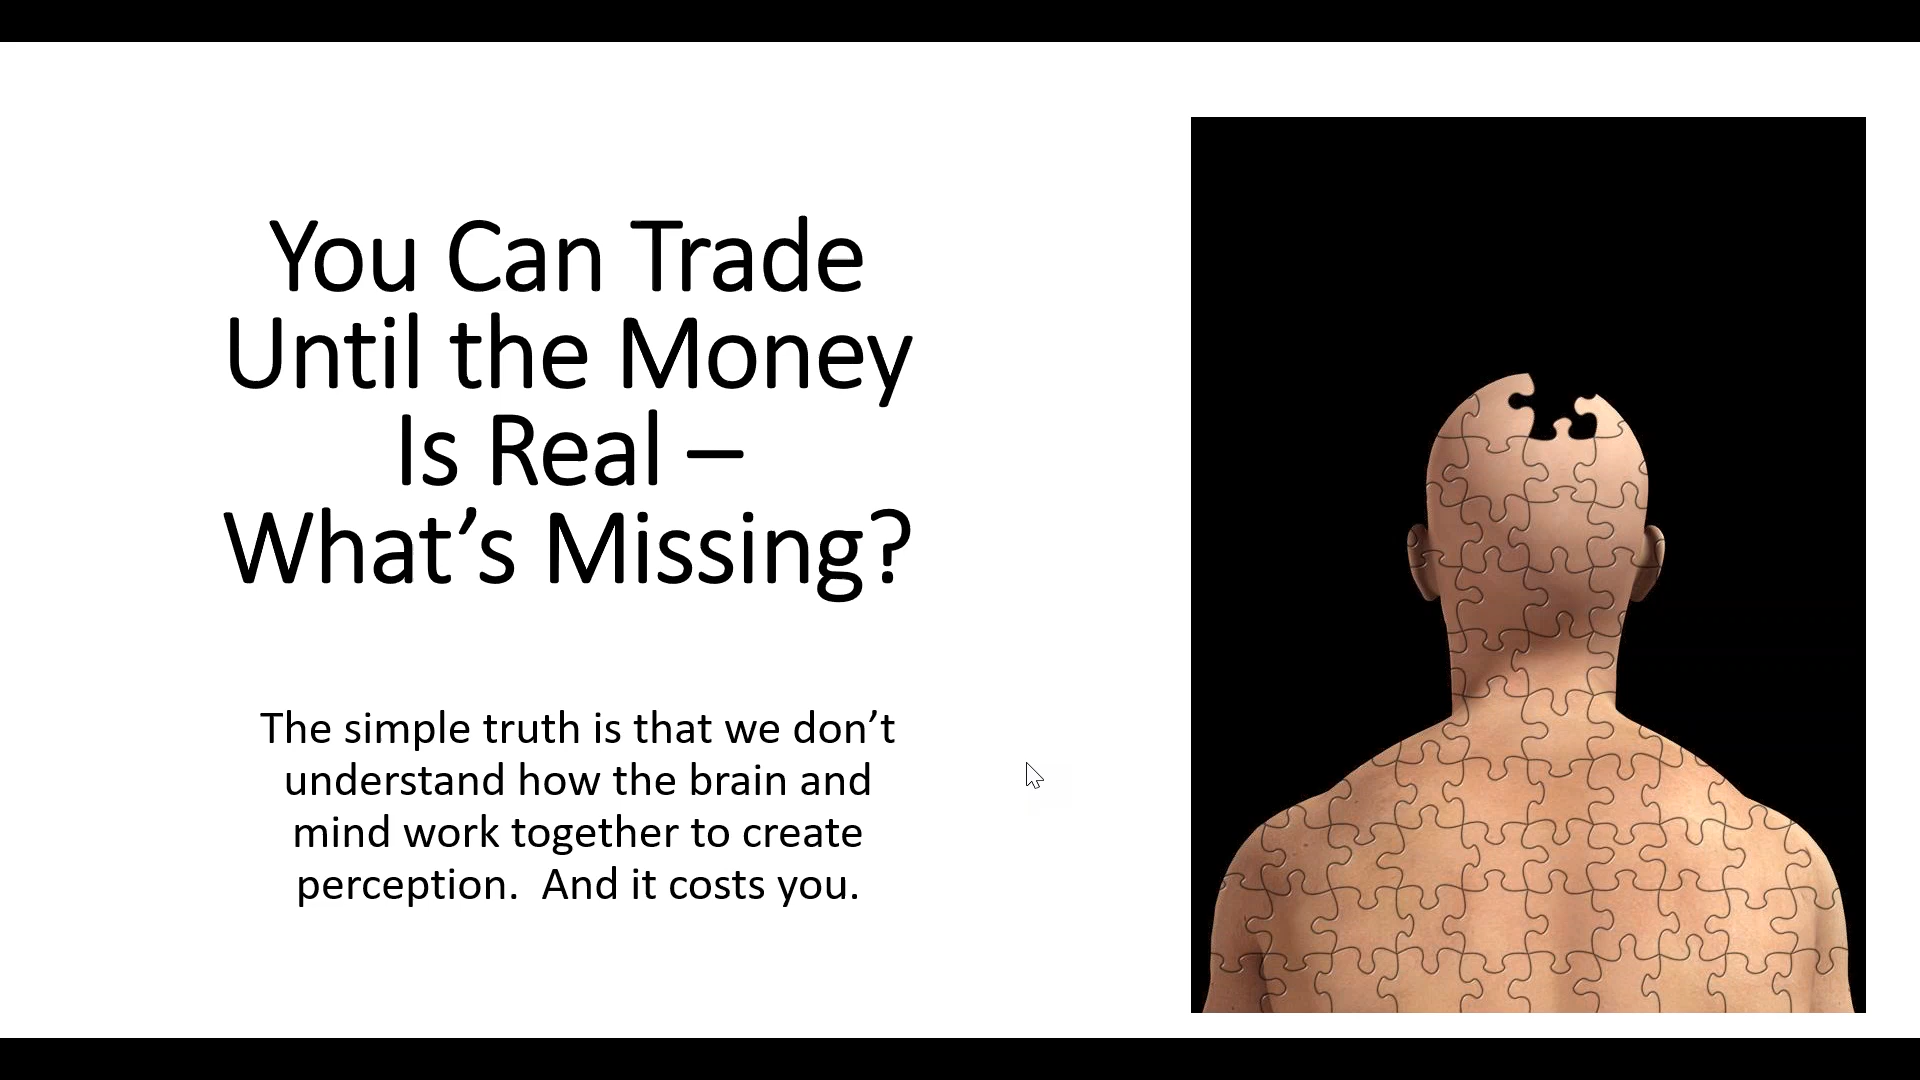 You Can Trade
Until the Money
Is Real –
What’s Missing?
The simple truth is that we don’t
understand how the brain and
mind work together to create
perception.  And it costs you.